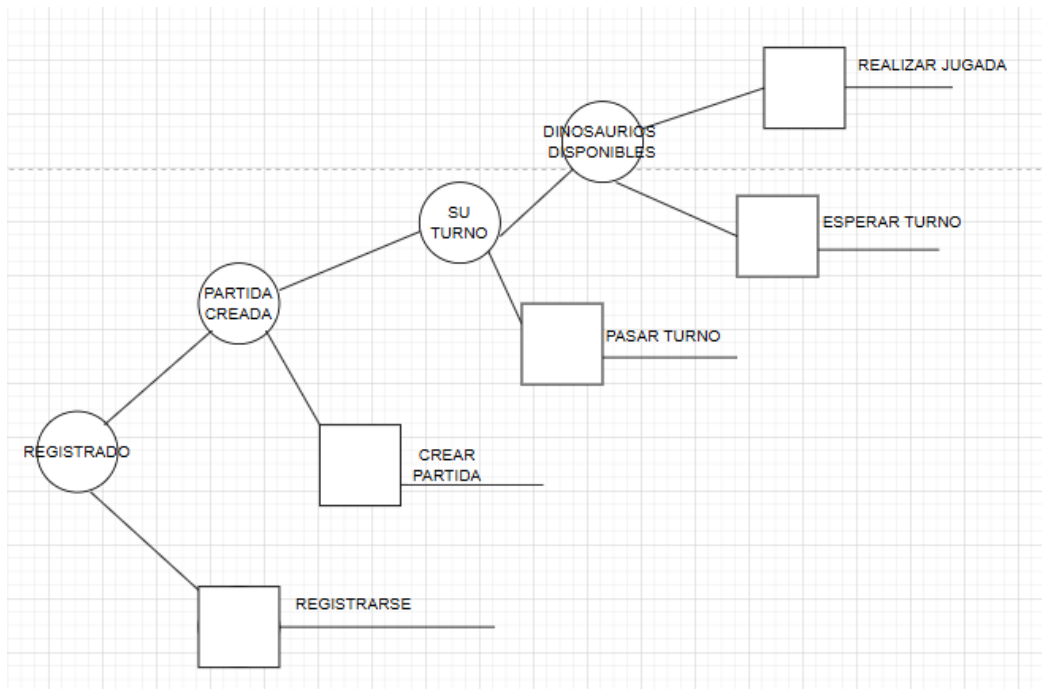 REALIZAR JUGADA
DINOSAURIOS
DISPONIBLES
SU
TURNO
ESPERAR TURNO
PARTIDA
CREADA
PASAR TURNO
REGISTRADO
CREAR
PARTIDA
REGISTRARSE